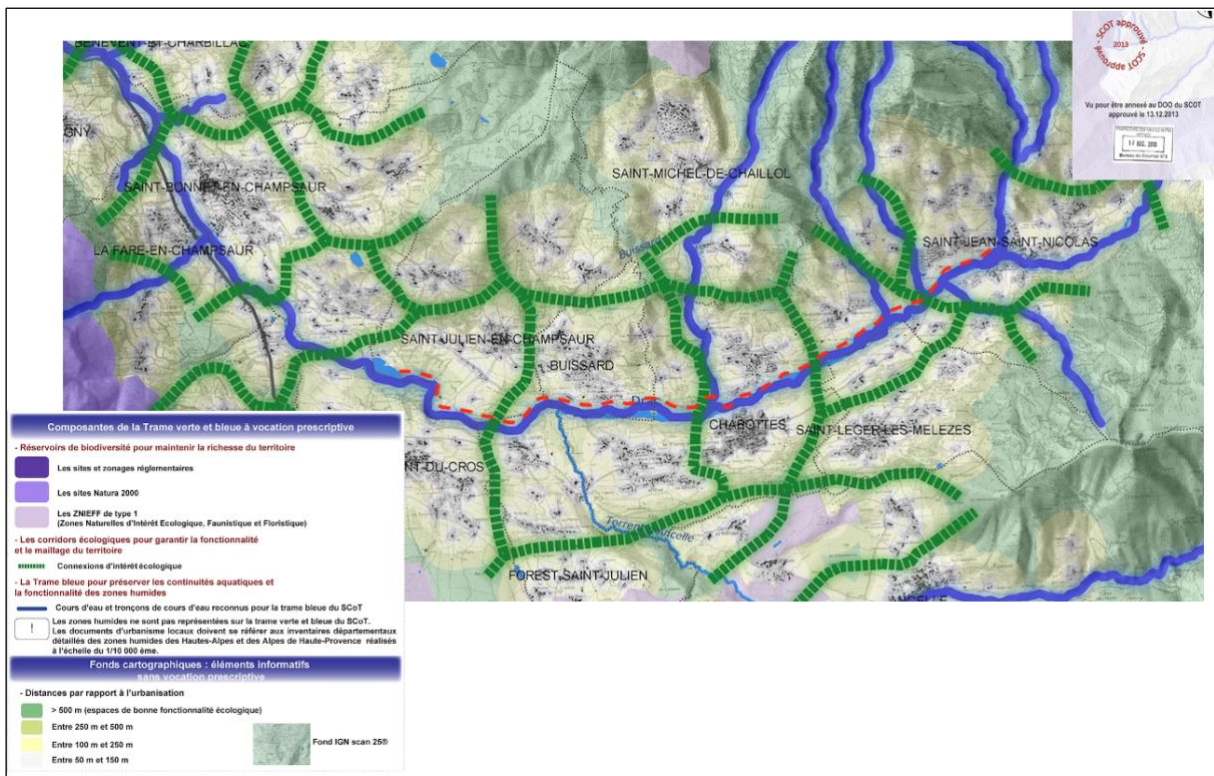 BENEVENT-ET-CHARBILLAC
SCOT approuvé
2013
SCOT approuvé
Vu pour être annexé au DOO du SCOT
approuvé le 13.12.2013
SAINT-MICHEL-DE-CHAILLOL
SAINT-BONNET-EN-CHAMPSAUR
LA FARE-EN-CHAMPSAUR
Buissard
SAINT-JEAN-SAINT-NICOLAS
SAINT-JULIEN-EN-CHAMPSAUR
BUISSARD
CHABOTTES
SAINT-LEGER-LES-MELEZES
NT-DU-CROS
FOREST-SAINT-JULIEN
ANCELLE
Composantes de la Trame verte et bleue à vocation prescriptive
- Réservoirs de biodiversité pour maintenir la richesse du territoire
Les sites et zonages réglementaires
Les sites Natura 2000
Les ZNIEFF de type 1
(Zones Naturelles d'Intérêt Ecologique, Faunistique et Floristique)
- Les corridors écologiques pour garantir la fonctionnalité
et le maillage du territoire
Connexions d'intérêt écologique
- La Trame bleue pour préserver les continuités aquatiques et
la fonctionnalité des zones humides
Cours d'eau et tronçons de cours d'eau reconnus pour la trame bleue du SCoT
! Les zones humides ne sont pas représentées sur la trame verte et bleue du SCoT.
Les documents d'urbanisme locaux doivent se référer aux inventaires départementaux
détaillés des zones humides des Hautes-Alpes et des Alpes de Haute-Provence réalisés
à l'échelle du 1/10 000 ème.
Fonds cartographiques : éléments informatifs
sans vocation prescriptive
- Distances par rapport à l'urbanisation
> 500 m (espaces de bonne fonctionnalité écologique)
Entre 250 m et 500 m
Entre 100 m et 250 m
Entre 50 m et 150 m
Fond IGN scan 25®